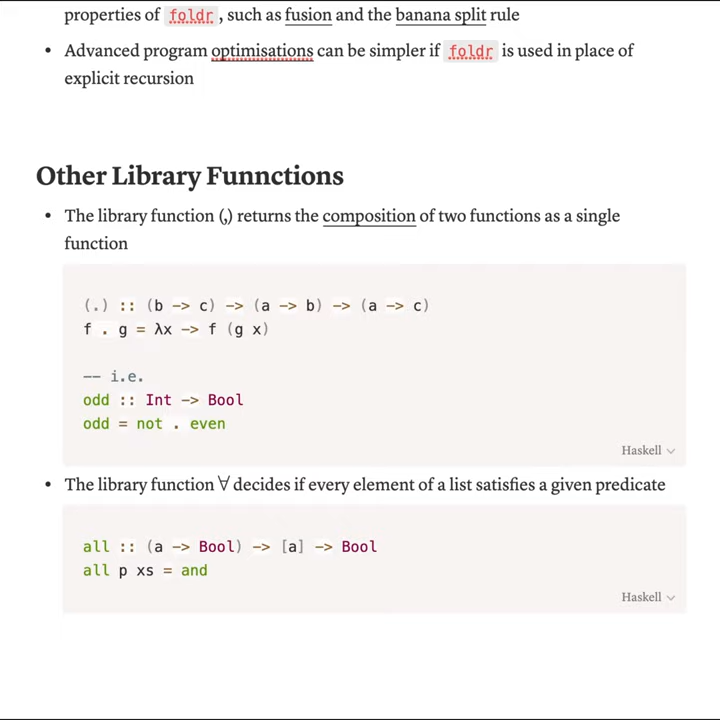 properties of foldr, such as fusion and the banana split rule
• Advanced program optimisations can be simpler if foldr is used in place of
explicit recursion
Other Library Funnctions
• The library function (,) returns the composition of two functions as a single
function
(.) :: (b -> c) -> (a -> b) -> (a -> c)
f . g = λx -> f (g x)
-- i.e.
odd :: Int -> Bool
odd = not . even
Haskell
• The library function ∀ decides if every element of a list satisfies a given predicate
all :: (a -> Bool) -> [a] -> Bool
all p xs = and
Haskell